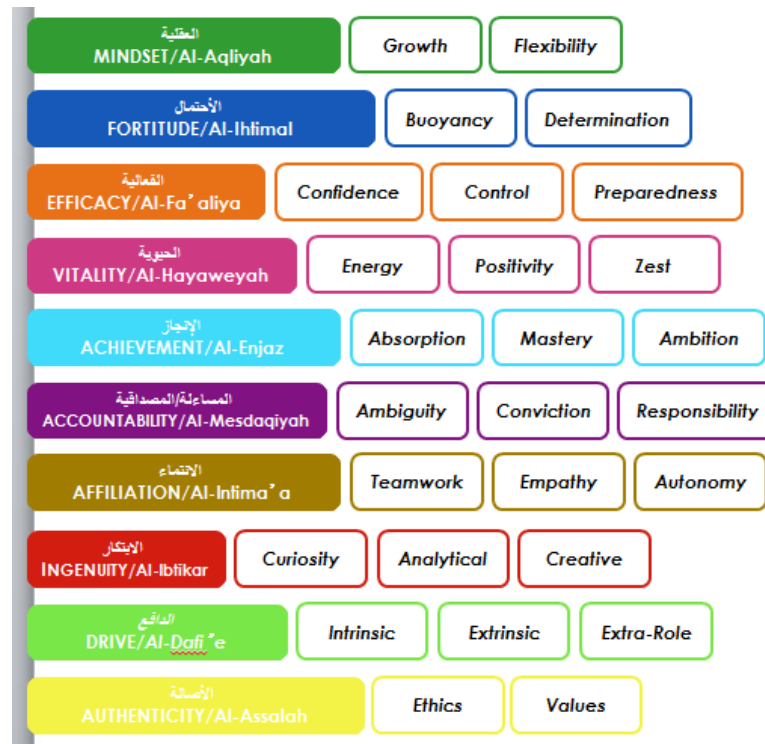 العقلية
MINDSET/Al-Aqliyah
Growth
Flexibility
الأحتمال
FORTITUDE/Al-Ihtimal
Buoyancy
Determination
الفعالية
EFFICACY/Al-Fa’aliya
Confidence
Control
Preparedness
الحيوية
VITALITY/Al-Hayaweyah
Energy
Positivity
Zest
الإنجاز
ACHIEVEMENT/Al-Enjaz
Absorption
Mastery
Ambition
المساءلة/المصداقية
ACCOUNTABILITY/Al-Mesdaqiyah
Ambiguity
Conviction
Responsibility
الانتماء
AFFILIATION/Al-Intima’a
Teamwork
Empathy
Autonomy
الابتكار
INGENUITY/Al-Ibtikar
Curiosity
Analytical
Creative
الدافع
DRIVE/Al-Dafi’e
Intrinsic
Extrinsic
Extra-Role
الأصالة
AUTHENTICITY/Al-Assalah
Ethics
Values